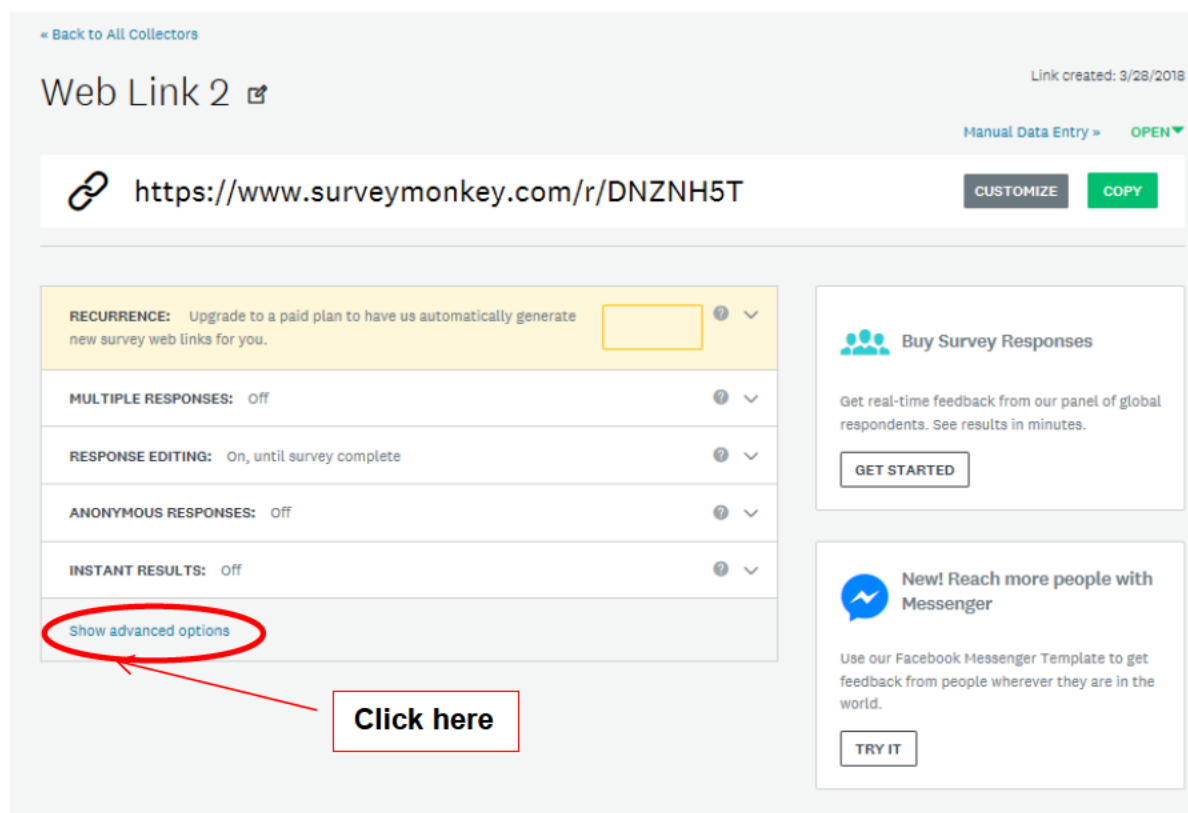 « Back to All Collectors
Web Link 2
Link created: 3/28/2018
Manual Data Entry »
OPEN
https://www.surveymonkey.com/r/DNZNH5T
CUSTOMIZE
COPY
RECURRENCE: Upgrade to a paid plan to have us automatically generate
new survey web links for you.
MULTIPLE RESPONSES: Off
RESPONSE EDITING: On, until survey complete
ANONYMOUS RESPONSES: Off
INSTANT RESULTS: Off
Show advanced options
Click here
Buy Survey Responses
Get real-time feedback from our panel of global
respondents. See results in minutes.
GET STARTED
New! Reach more people with
Messenger
Use our Facebook Messenger Template to get
feedback from people wherever they are in the
world.
TRY IT